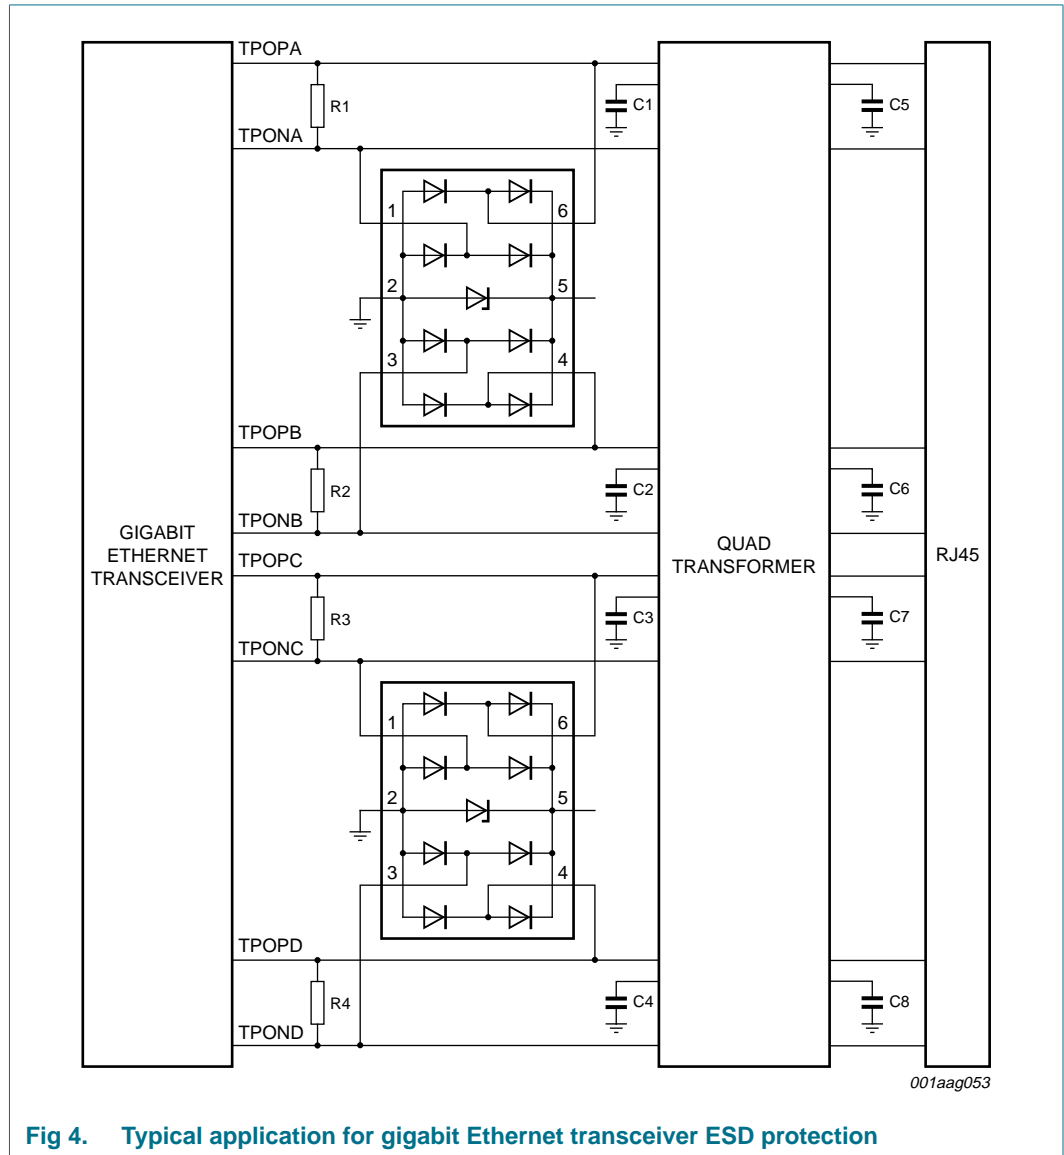 TPOPA
R1
C1
C5
TPONA
1
6
2
5
3
4
TPOPB
R2
C2
C6
TPONB
GIGABIT
ETHERNET
TRANSCEIVER
QUAD
TRANSFORMER
RJ45
TPOPC
R3
C3
C7
TPONC
1
6
2
5
3
4
TPOPD
R4
C4
C8
TPOND
001aag053
Fig 4. Typical application for gigabit Ethernet transceiver ESD protection